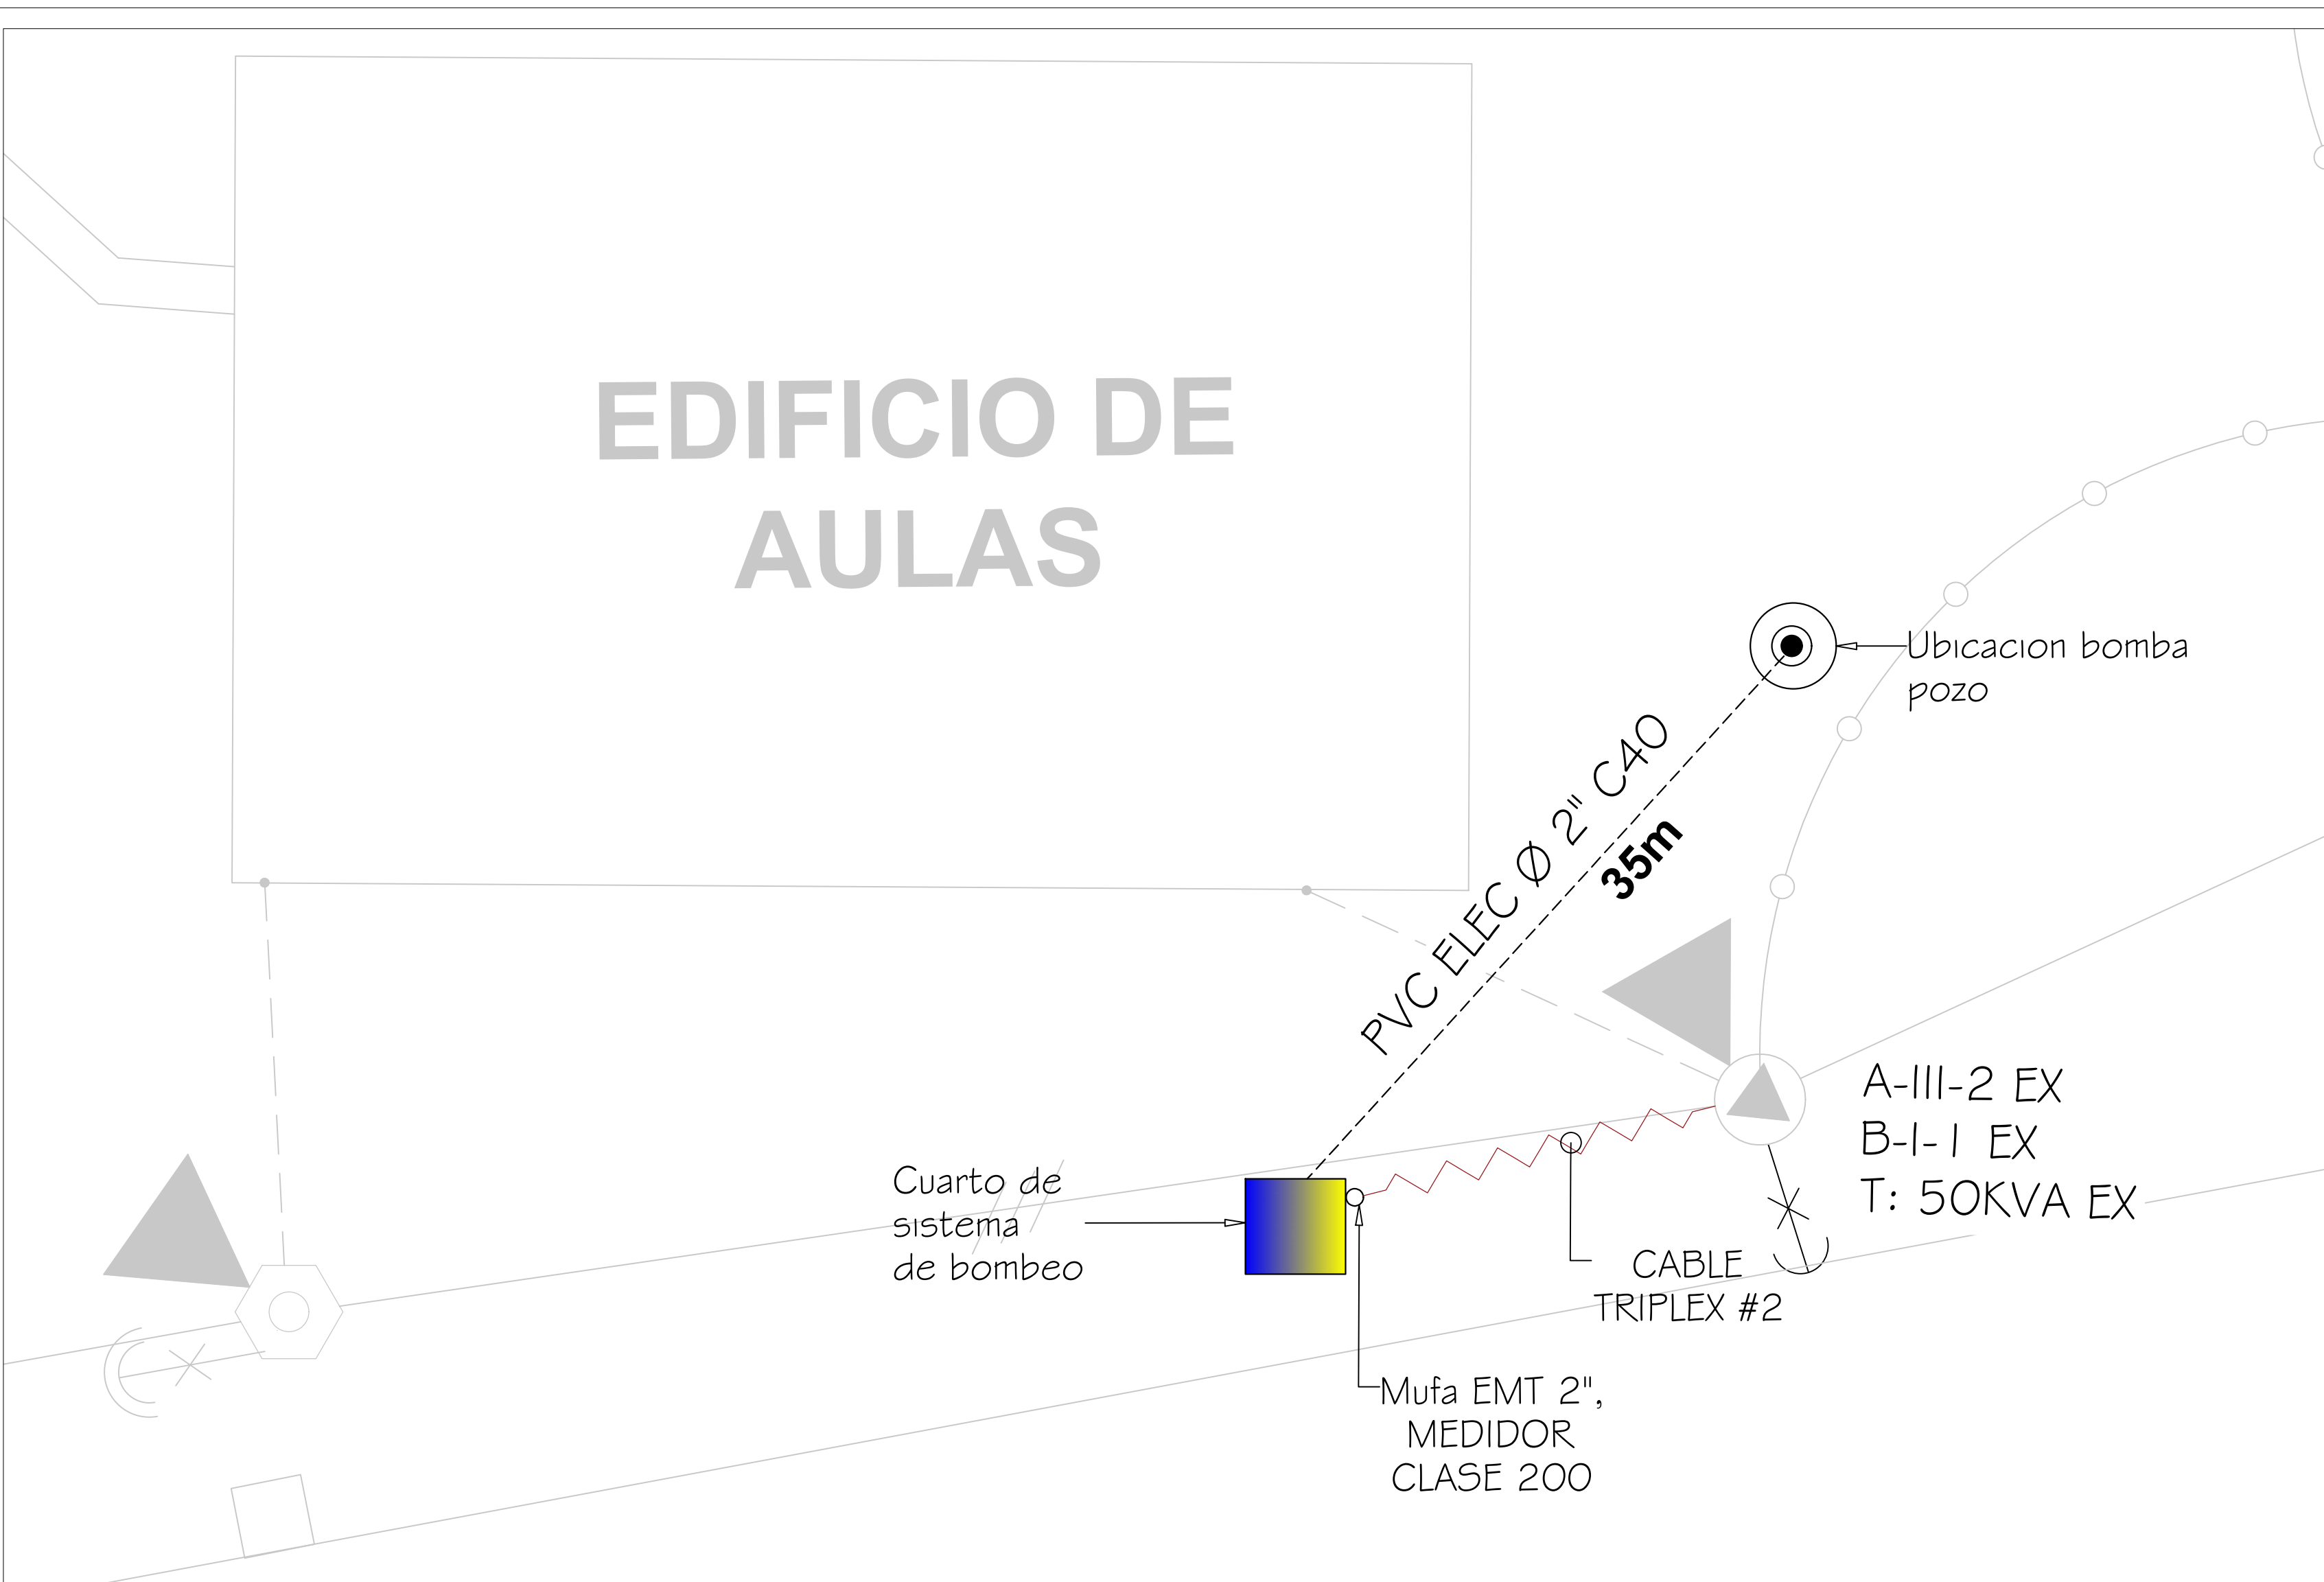 EDIFICIO DE
AULAS
Ubicacion bomba
pozo
PVC ELEC Ø 2" C40
35m
A-III-2 EX
B-I-1 EX
T: 50KVA EX
Cuarto de
sistema
de bombeo
CABLE
TRIPLEX #2
Mufa EMT 2",
MEDIDOR
CLASE 200